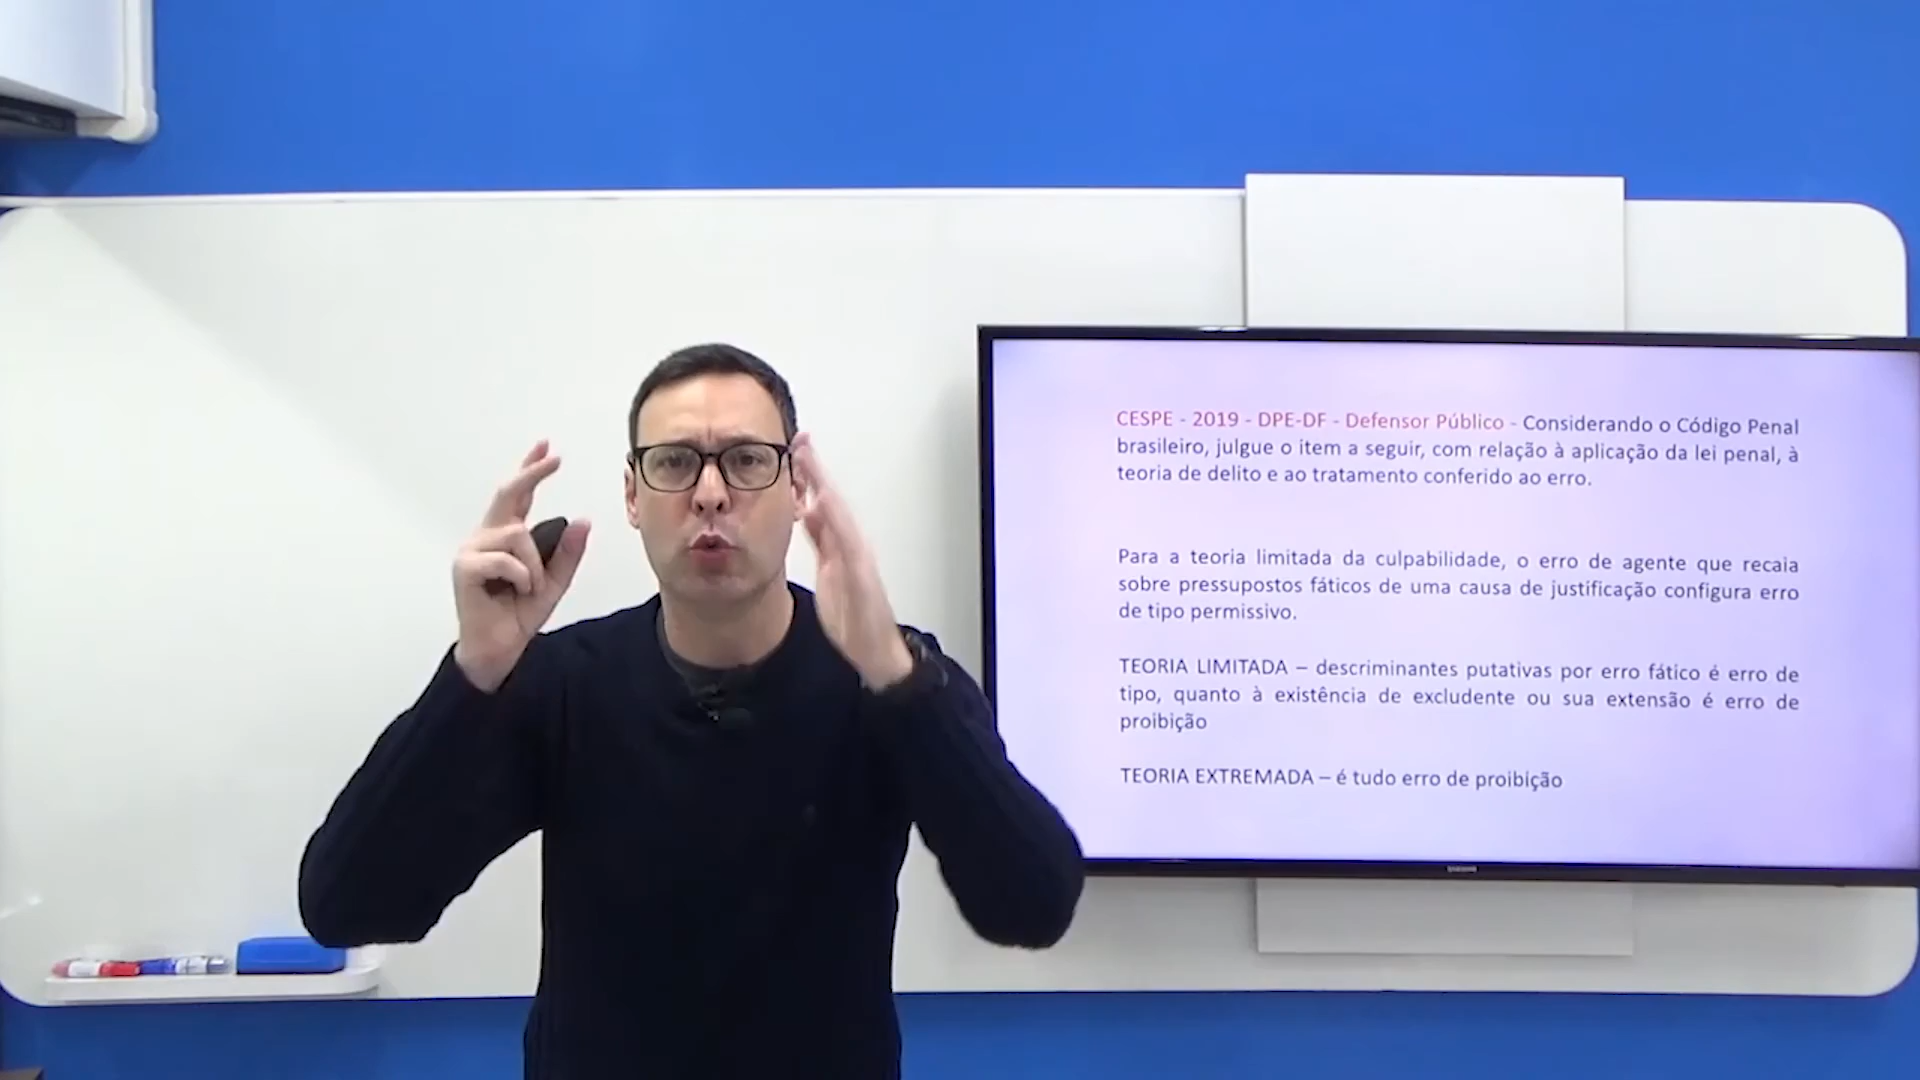 CESPE - 2019 - DPE-DF - Defensor Público - Considerando o Código Penal
brasileiro, julgue o item a seguir, com relação à aplicação da lei penal, à
teoria de delito e ao tratamento conferido ao erro.
Para a teoria limitada da culpabilidade, o erro de agente que recaia
sobre pressupostos fáticos de uma causa de justificação configura erro
de tipo permissivo.
TEORIA LIMITADA – descriminantes putativas por erro fático é erro de
tipo, quanto à existência de excludente ou sua extensão é erro de
proibição
TEORIA EXTREMADA – é tudo erro de proibição